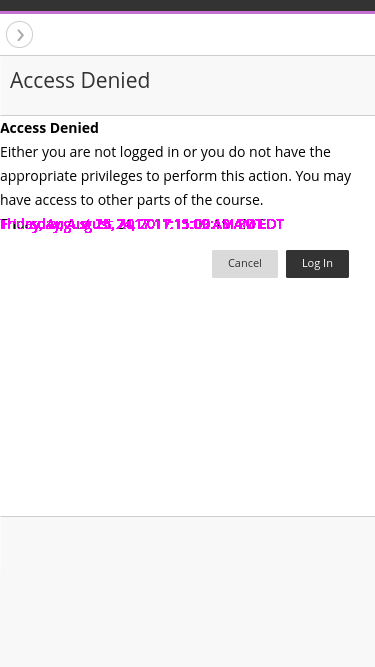 Access Denied
Access Denied
Either you are not logged in or you do not have the
appropriate privileges to perform this action. You may
have access to other parts of the course.
Cancel
Log In